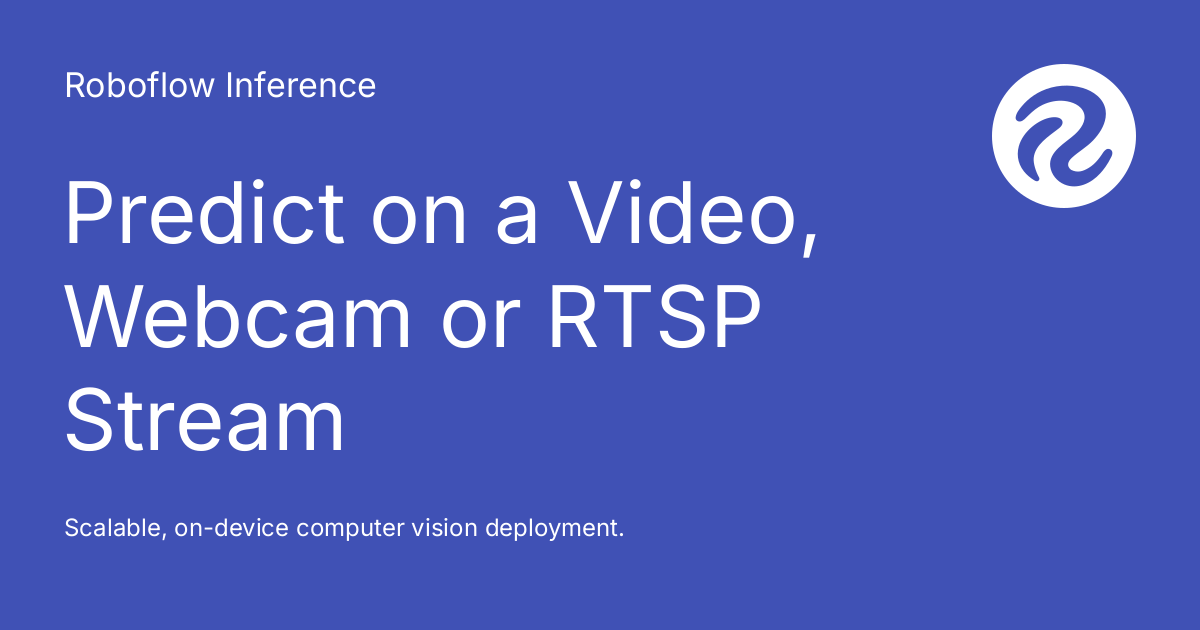 Roboflow Inference
Predict on a Video,
Webcam or RTSP
Stream
Scalable, on-device computer vision deployment.